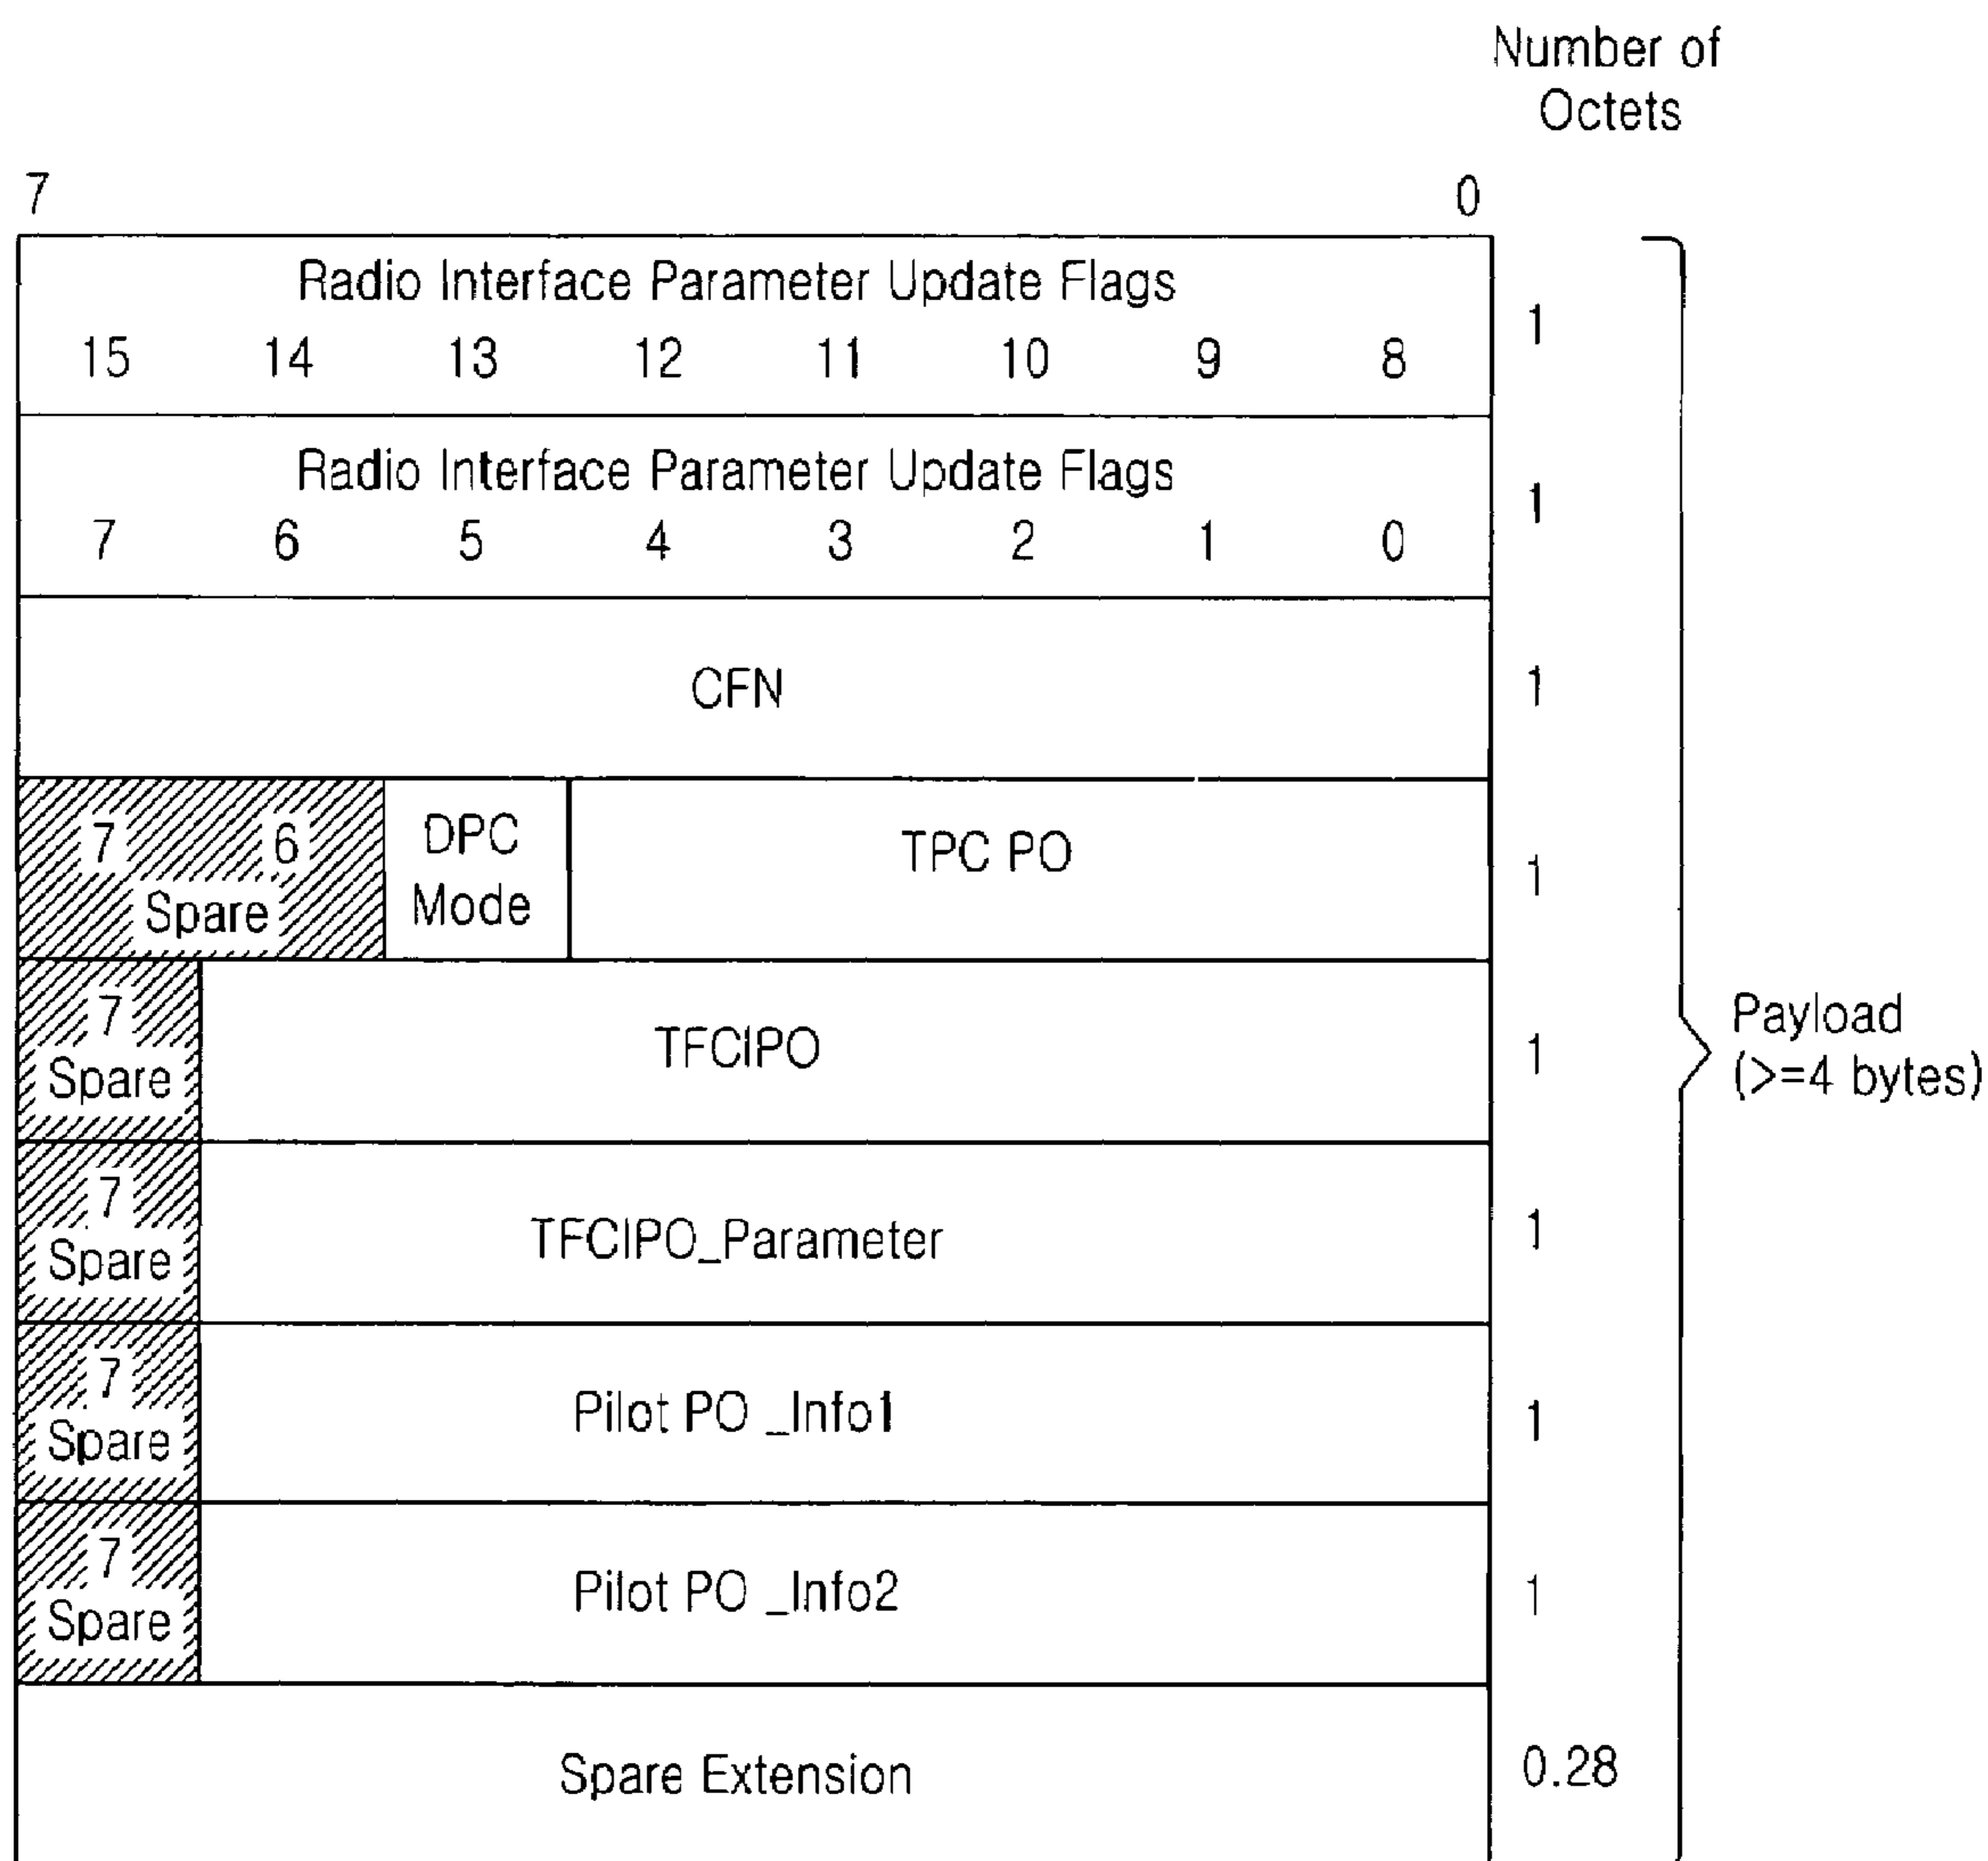 Number of
Octets
7 0
Radio Interface Parameter Update Flags
15 14 13 12 11 10 9 8
1
Radio Interface Parameter Update Flags
7 6 5 4 3 2 1 0
1
CFN
1
7 6
Spare
DPC
Mode
TPC PO
1
7
Spare
TFCIPO
1
Payload
(>=4 bytes)
7
Spare
TFCIPO_Parameter
1
7
Spare
Pilot PO _Info1
1
7
Spare
Pilot PO _Info2
1
Spare Extension
0.28